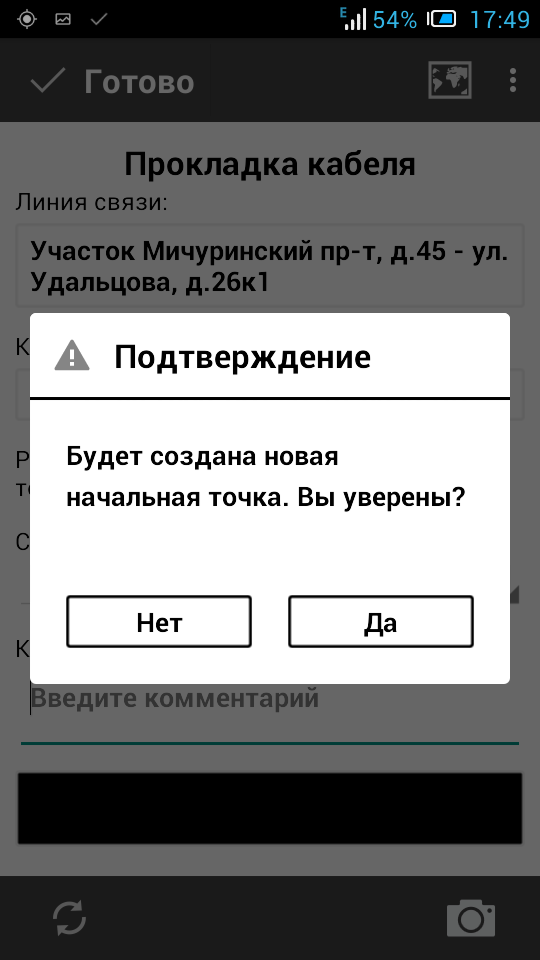 E 54% 17:49
Готово
Прокладка кабеля
Линия связи:
Участок Мичуринский пр-т, д.45 - ул.
Удальцова, д.26к1
К
Подтверждение
Будет создана новая
начальная точка. Вы уверены?
Р
т
С
Нет
Да
К
Введите комментарий